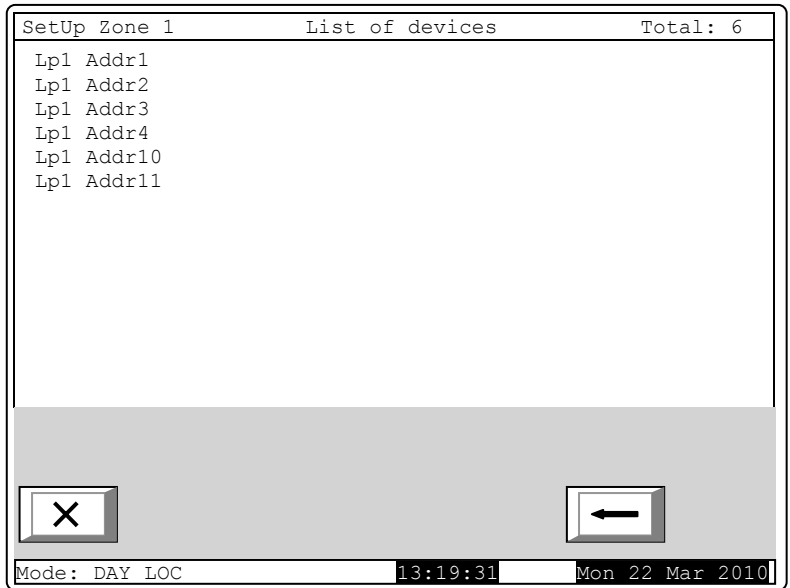 SetUp Zone 1 List of devices Total: 6
Lp1 Addr1
Lp1 Addr2
Lp1 Addr3
Lp1 Addr4
Lp1 Addr10
Lp1 Addr11
Mode: DAY LOC 13:19:31 Mon 22 Mar 2010